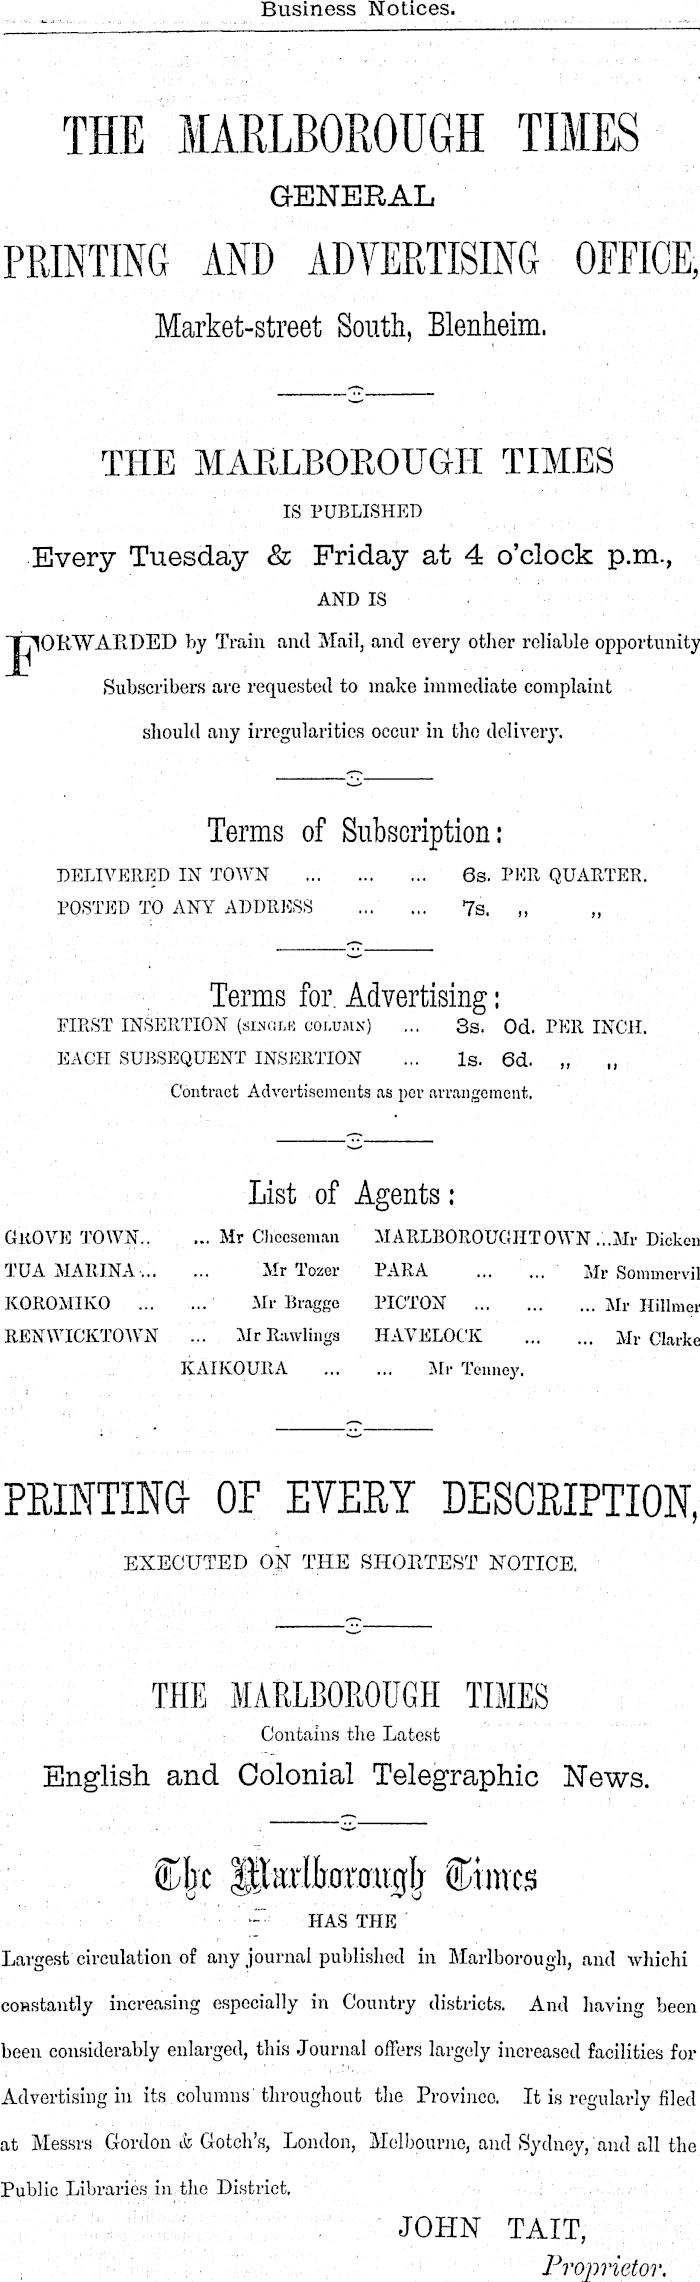 Business Notices.
THE MARLBOROUGH TIMES
GENERAL
PRINTING AND ADVERTISING OFFICE,
Market-street South, Blenheim.
THE MARLBOROUGH TIMES
IS PUBLISHED
Every Tuesday & Friday at 4 o'clock p.m.,
AND IS
FORWARDED by Train and Mail, and every other reliable opportunity
Subscribers are requested to make immediate complaint
should any irregularities occur in the delivery.
Terms of Subscription:
DELIVERED IN TOWN ... ... ... 6s. PER QUARTER.
POSTED TO ANY ADDRESS ... ... 7s. ,, ,,
Terms for Advertising:
FIRST INSERTION (SINGLE COLUMN) ... 3s. 0d. PER INCH.
EACH SUBSEQUENT INSERTION ... 1s. 6d. ,, ,,
Contract Advertisements as per arrangement.
List of Agents:
GROVE TOWN.. ... Mr Cheeseman MARLBOROUGHTOWN ...Mr Dicken
TUA MARINA ... ... Mr Tozer PARA ... ... Mr Sommervil
KOROMIKO ... ... Mr Bragge PICTON ... ... ... Mr Hillmer
RENWICKTOWN ... Mr Rawlings HAVELOCK ... ... Mr Clarke
KAIKOURA ... ... Mr Tenney.
PRINTING OF EVERY DESCRIPTION,
EXECUTED ON THE SHORTEST NOTICE.
THE MARLBOROUGH TIMES
Contains the Latest
English and Colonial Telegraphic News.
The Marlborough Times
HAS THE
Largest circulation of any journal published in Marlborough, and whichi
constantly increasing especially in Country districts. And having been
been considerably enlarged, this Journal offers largely increased facilities for
Advertising in its columns throughout the Province. It is regularly filed
at Messrs Gordon & Gotch's, London, Melbourne, and Sydney, and all the
Public Libraries in the District.
JOHN TAIT,
Proprietor.